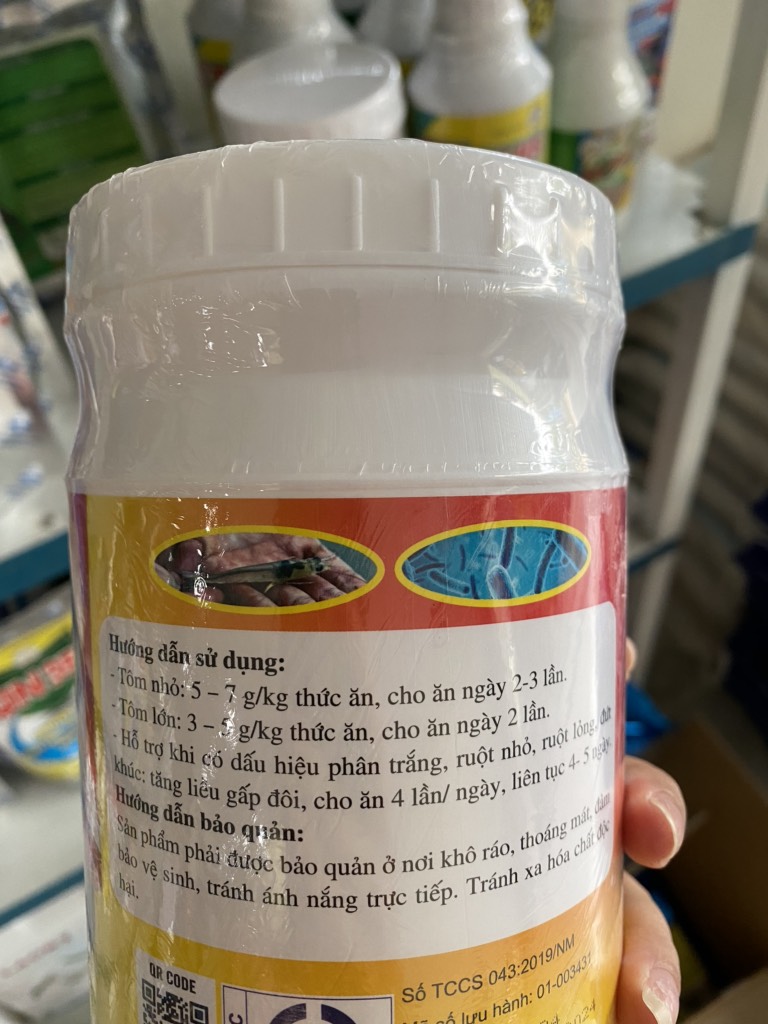 Hướng dẫn sử dụng:
- Tôm nhỏ: 5 – 7 g/kg thức ăn, cho ăn ngày 2-3 lần.
- Tôm lớn: 3 – 5 g/kg thức ăn, cho ăn ngày 2 lần.
- Hỗ trợ khi có dấu hiệu phân trắng, ruột nhỏ, ruột lỏng, đứt
khúc: tăng liều gấp đôi, cho ăn 4 lần/ ngày, liên tục 4- 5 ngày.
Hướng dẫn bảo quản:
Sản phẩm phải được bảo quản ở nơi khô ráo, thoáng mát, đảm
bảo vệ sinh, tránh ánh nắng trực tiếp. Tránh xa hóa chất độc
hại.
QR CODE
Số TCCS 043:2019/NM
Mã số lưu hành: 01-003431